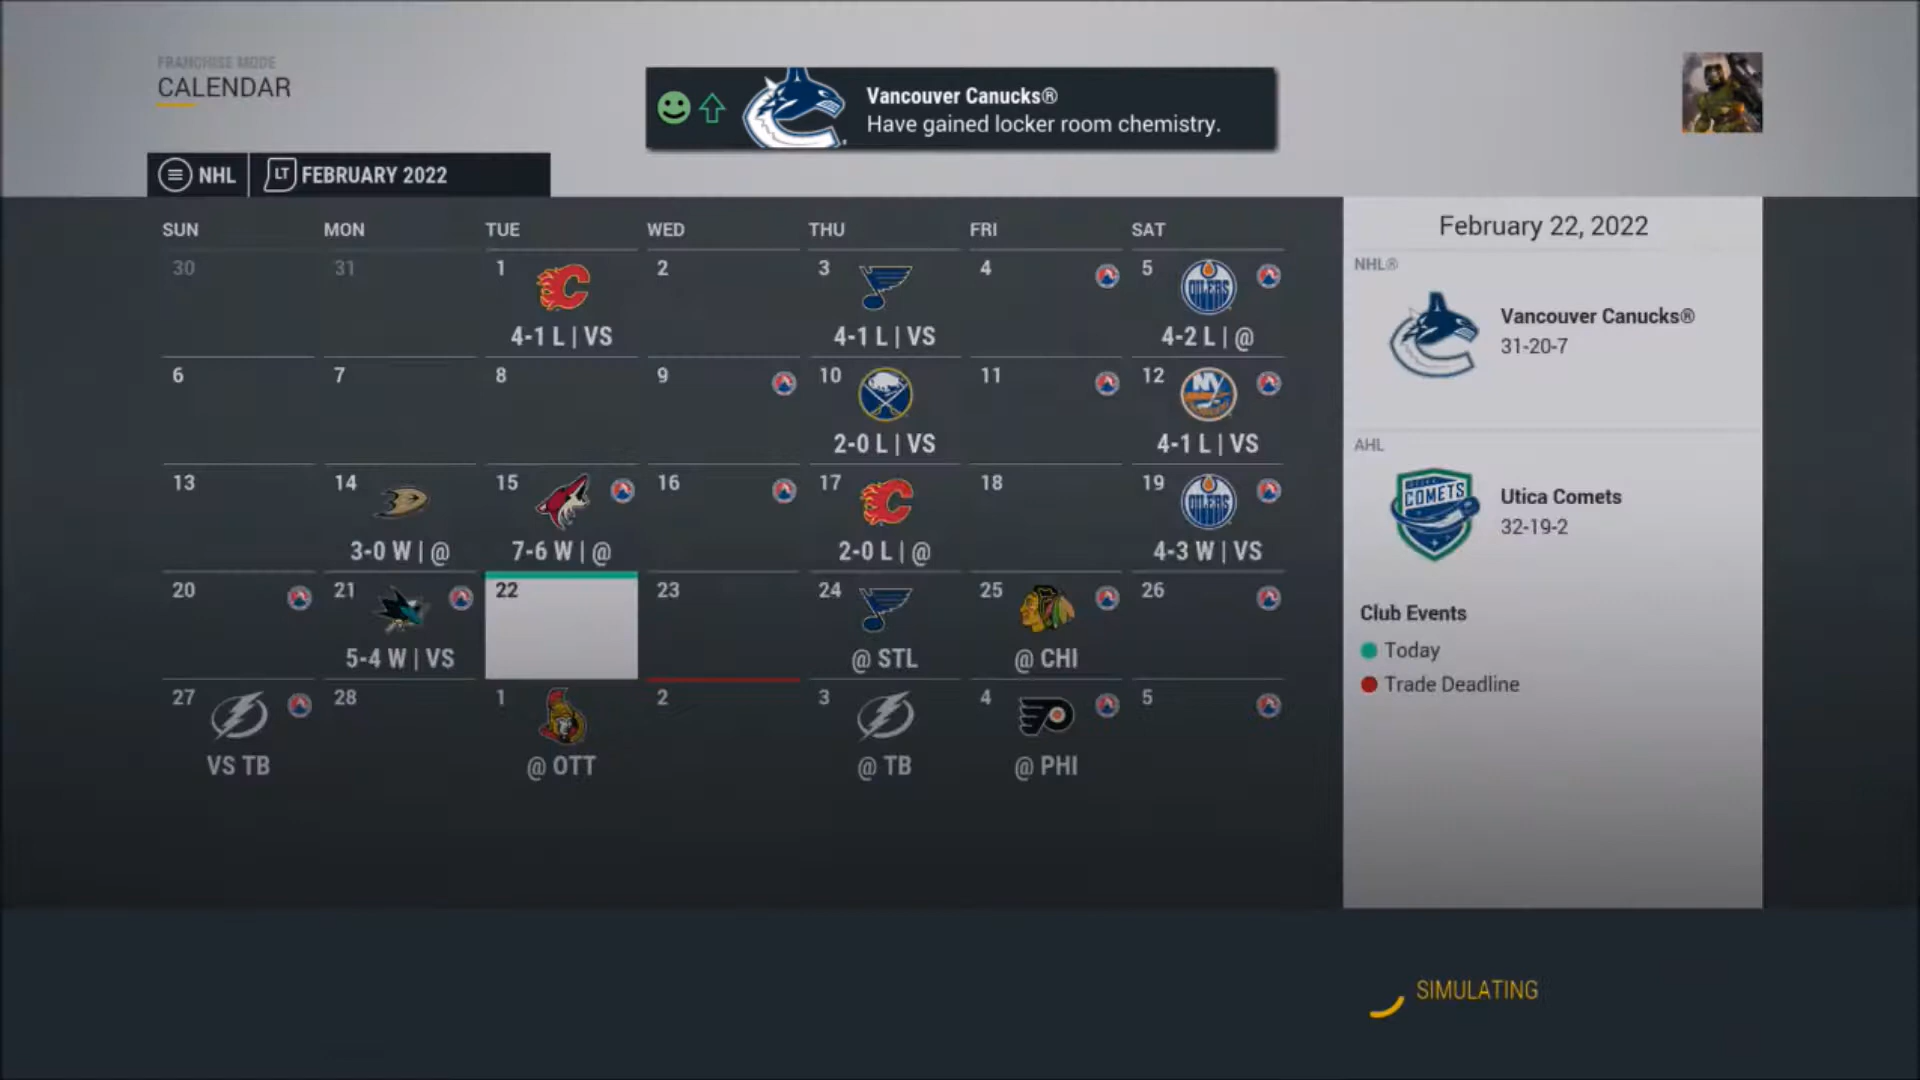 FRANCHISE MODE
CALENDAR
Vancouver Canucks®
Have gained locker room chemistry.
NHL
LT FEBRUARY 2022
SUN MON TUE WED THU FRI SAT
30 31 1 2 3 4 5
4-1 L | VS 4-1 L | VS 4-2 L | @
6 7 8 9 10 11 12
2-0 L | VS 4-1 L | VS
13 14 15 16 17 18 19
3-0 W | @ 7-6 W | @ 2-0 L | @ 4-3 W | VS
20 21 22 23 24 25 26
5-4 W | VS @ STL @ CHI
27 28 1 2 3 4 5
VS TB @ OTT @ TB @ PHI
February 22, 2022
NHL®
Vancouver Canucks®
31-20-7
AHL
COMETS
Utica Comets
32-19-2
Club Events
Today
Trade Deadline
SIMULATING